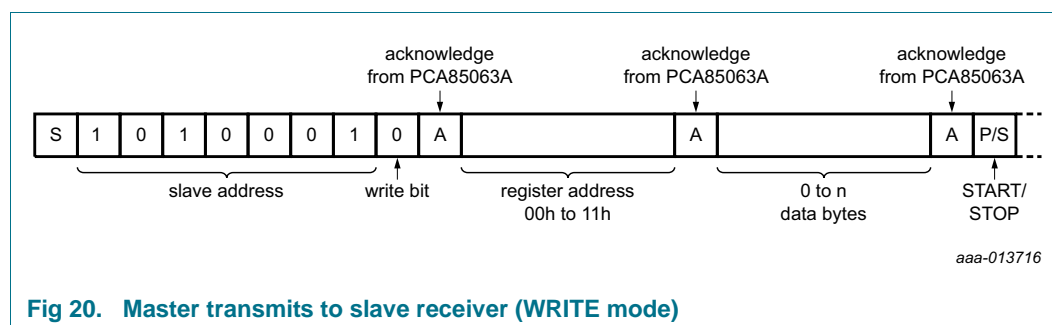 acknowledge
from PCA85063A
acknowledge
from PCA85063A
acknowledge
from PCA85063A
S 1 0 1 0 0 0 1 0 A A A P/S
slave address
write bit
register address
00h to 11h
0 to n
data bytes
START/
STOP
aaa-013716
Fig 20. Master transmits to slave receiver (WRITE mode)